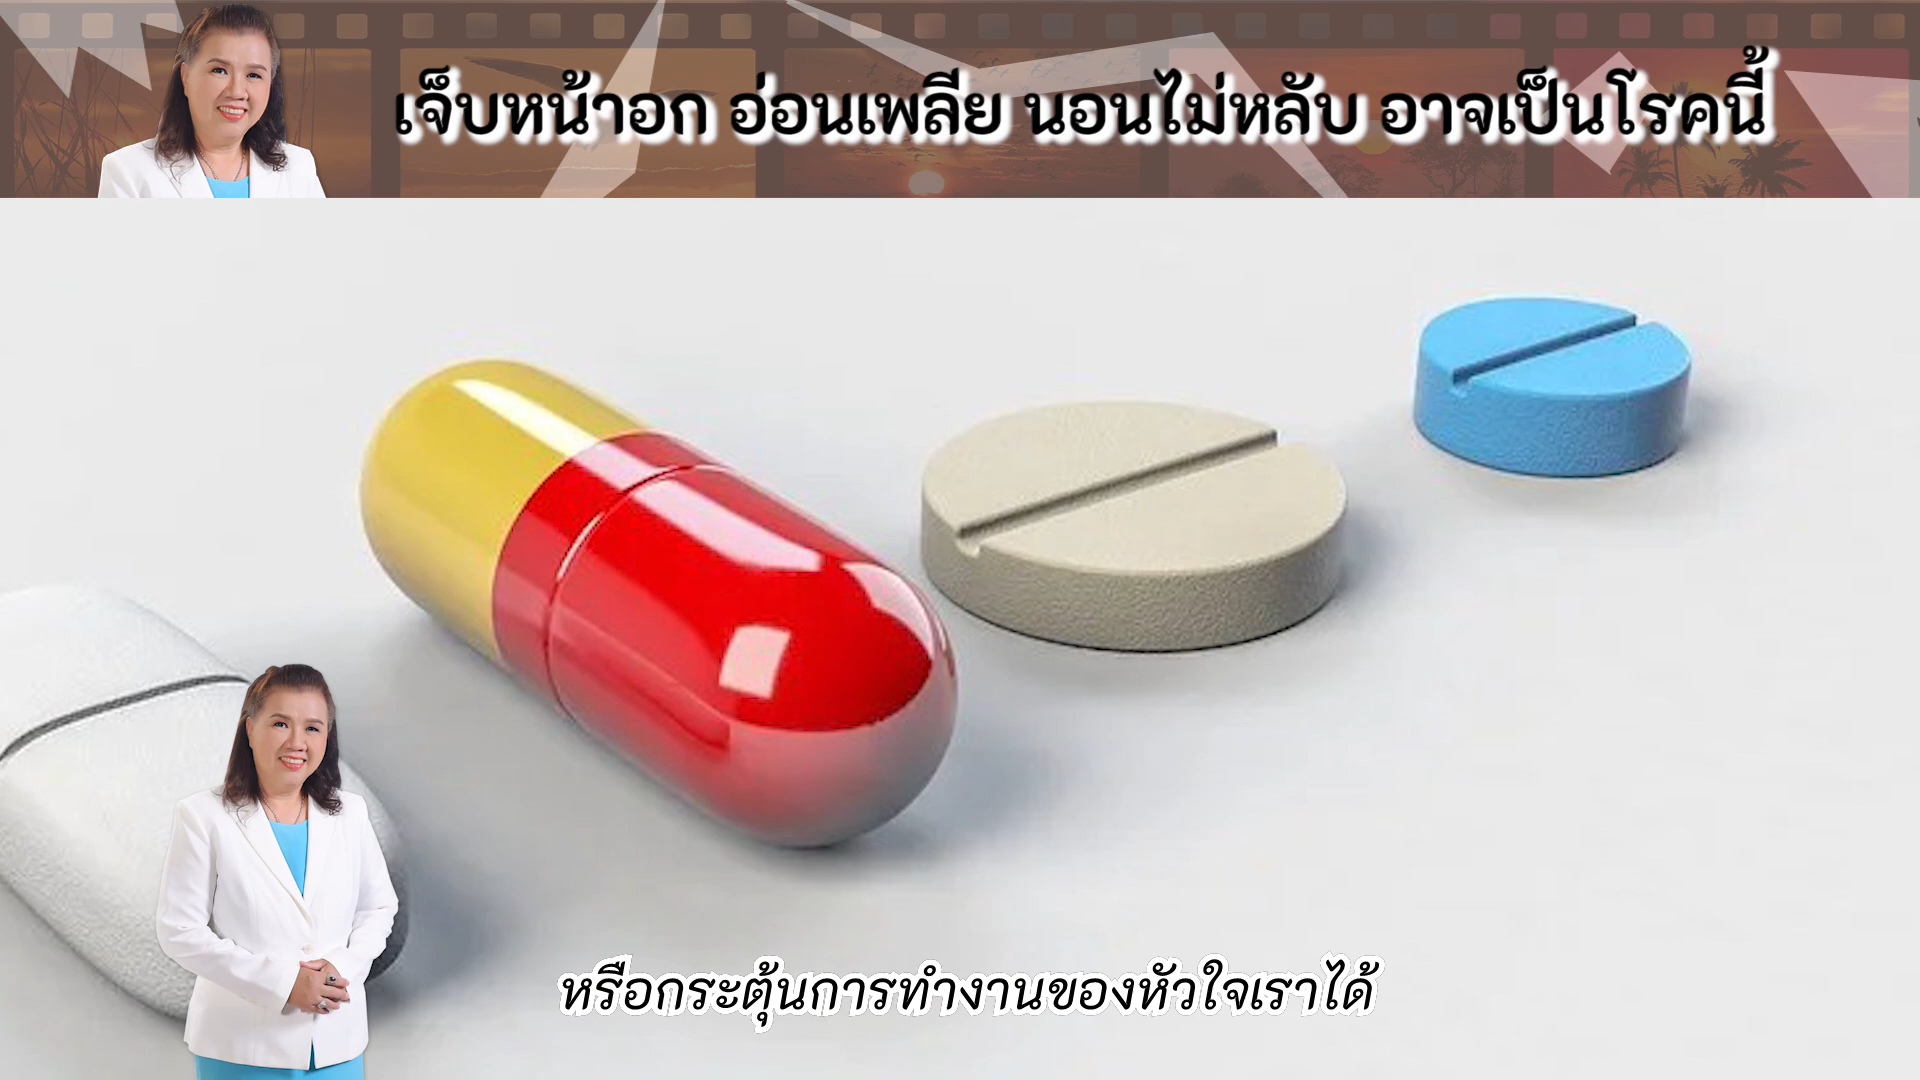 เจ็บหน้าอก อ่อนเพลีย นอนไม่หลับ อาจเป็นโรคนี้
หรือกระตุ้นการทำงานของหัวใจเราได้